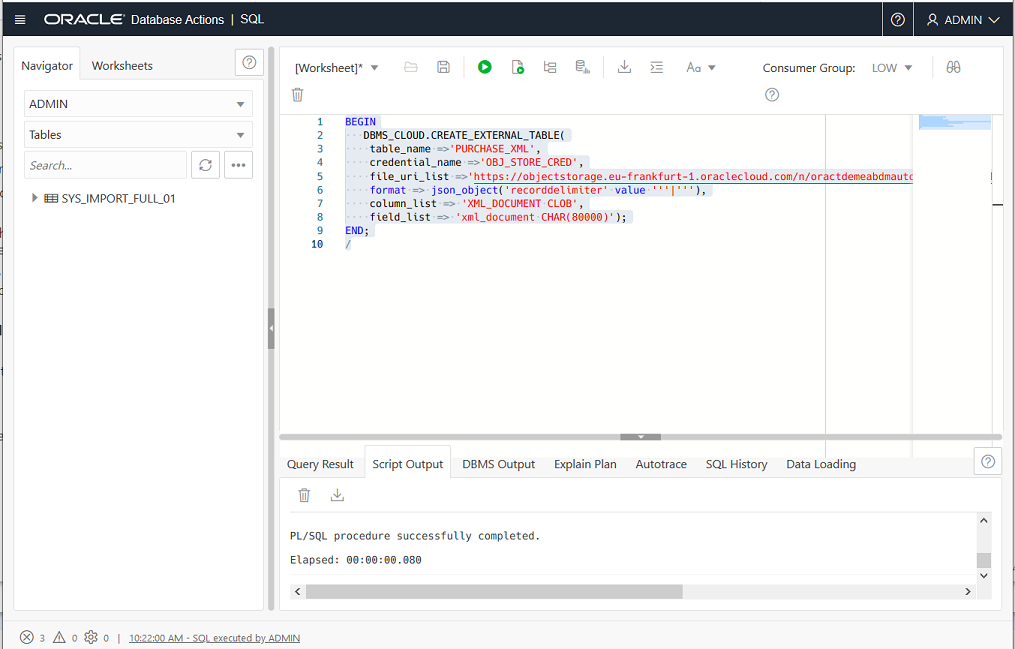 ORACLE Database Actions | SQL
ADMIN
Navigator
Worksheets
ADMIN
Tables
Search...
SYS_IMPORT_FULL_01
[Worksheet]*
Aa
Consumer Group: LOW
1 BEGIN
2 DBMS_CLOUD.CREATE_EXTERNAL_TABLE(
3 table_name =>'PURCHASE_XML',
4 credential_name =>'OBJ_STORE_CRED',
5 file_uri_list =>'https://objectstorage.eu-frankfurt-1.oraclecloud.com/n/oractdemeabdmauto
6 format => json_object('recorddelimiter' value '''|'''),
7 column_list => 'XML_DOCUMENT CLOB',
8 field_list => 'xml_document CHAR(80000)');
9 END;
10 /
Query Result
Script Output
DBMS Output
Explain Plan
Autotrace
SQL History
Data Loading
PL/SQL procedure successfully completed.
Elapsed: 00:00:00.080
3 0 0 | 10:22:00 AM - SQL executed by ADMIN